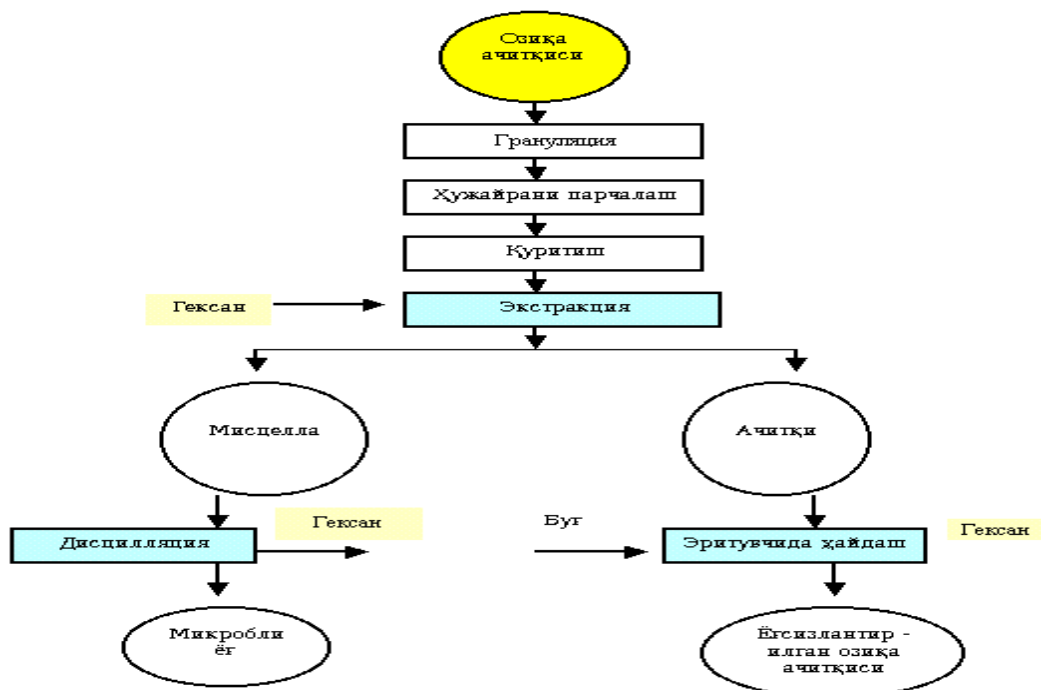 Озиқа
ачитқиси
Грануляция
Ҳужайрани парчалаш
Қуритиш
Гексан
Экстракция
Мисцелла
Ачитқи
Гексан
Буғ
Гексан
Дисцилляция
Эритувчида ҳайдаш
Микробли
ёғ
Ёғсизлантир -
илган озиқа
ачитқиси